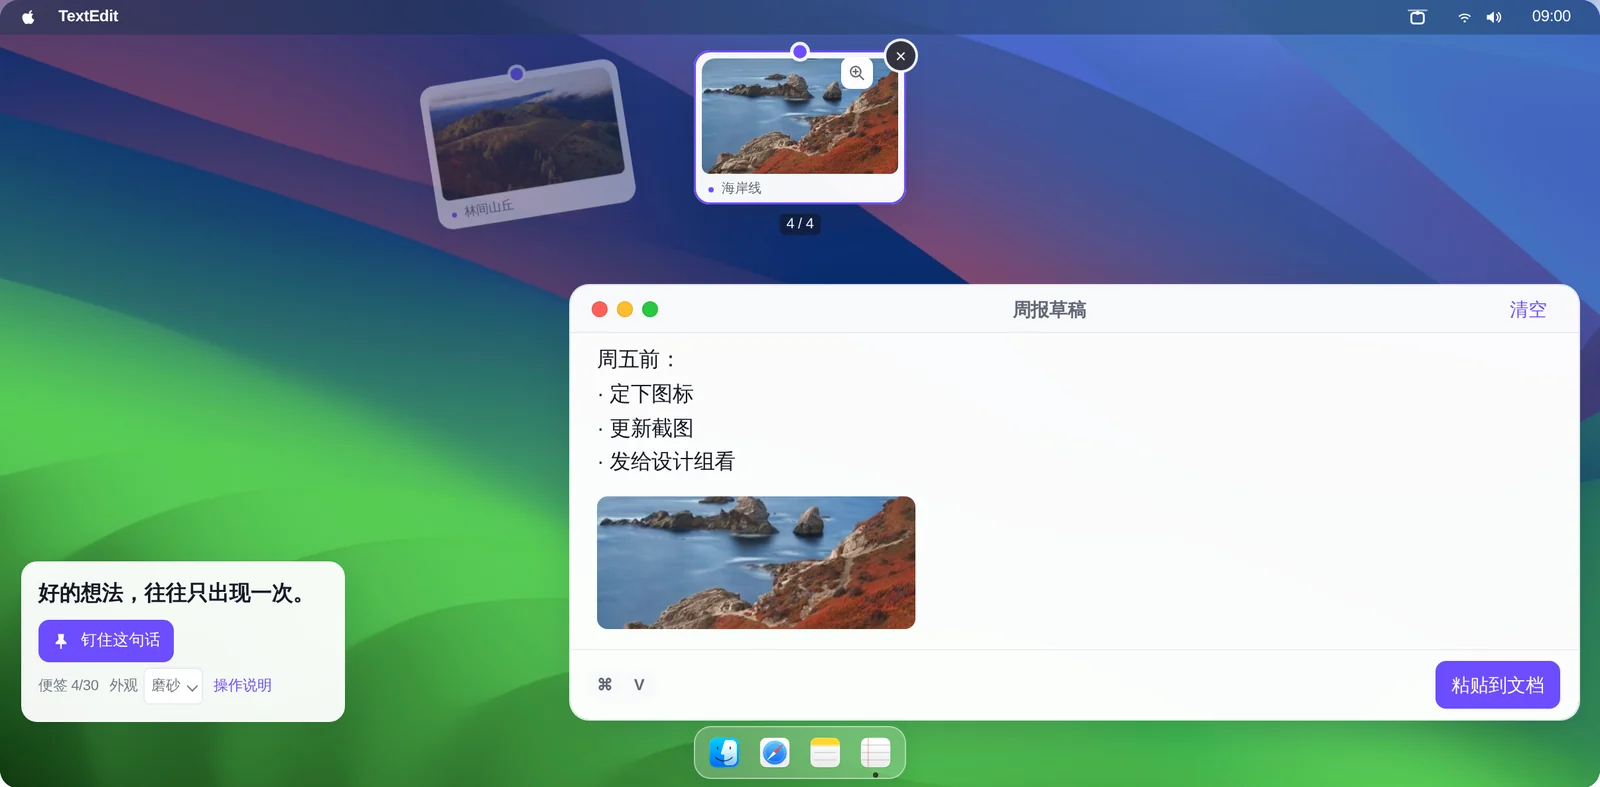 TextEdit
09:00
林间山丘
海岸线
4 / 4
周报草稿
清空
周五前：
· 定下图标
· 更新截图
· 发给设计组看
⌘ V
粘贴到文档
好的想法，往往只出现一次。
钉住这句话
便签 4/30 外观 磨砂 操作说明